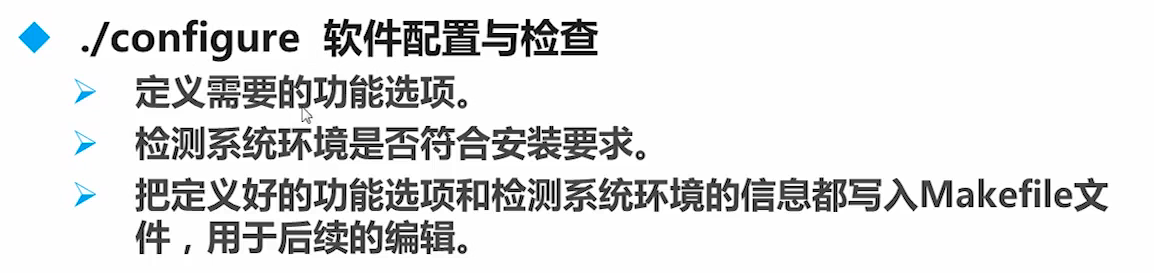 ./configure 软件配置与检查
定义需要的功能选项。
检测系统环境是否符合安装要求。
把定义好的功能选项和检测系统环境的信息都写入Makefile文
件，用于后续的编辑。